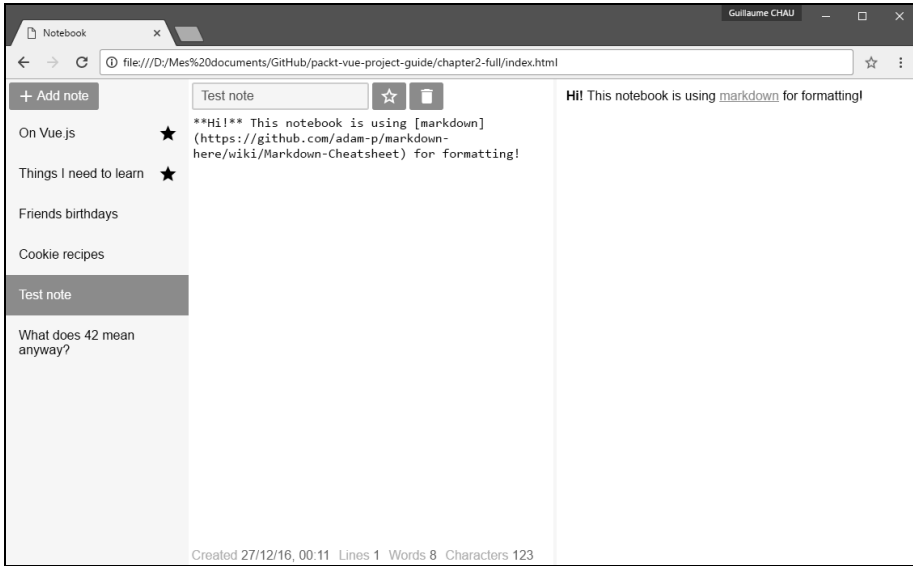 Guillaume CHAU
Notebook
file:///D:/Mes%20documents/GitHub/packt-vue-project-guide/chapter2-full/index.html
+ Add note
On Vue.js
Things I need to learn
Friends birthdays
Cookie recipes
Test note
What does 42 mean
anyway?
Test note
**Hi!** This notebook is using [markdown]
(https://github.com/adam-p/markdown-
here/wiki/Markdown-Cheatsheet) for formatting!
Created 27/12/16, 00:11 Lines 1 Words 8 Characters 123
Hi! This notebook is using markdown for formatting!